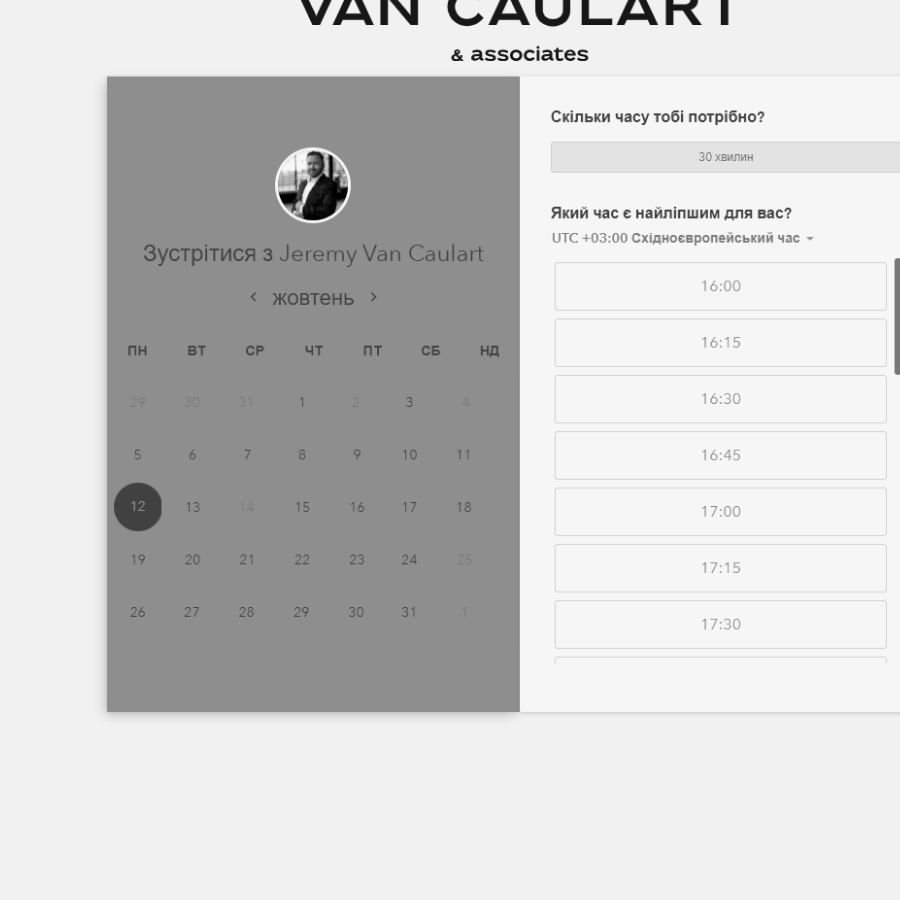 VAN CAULART
& associates
Зустрітися з Jeremy Van Caulart
жовтень
ПН ВТ СР ЧТ ПТ СБ НД
29 30 31 1 2 3 4
5 6 7 8 9 10 11
12 13 14 15 16 17 18
19 20 21 22 23 24 25
26 27 28 29 30 31 1
Скільки часу тобі потрібно?
30 хвилин
Який час є найліпшим для вас?
UTC +03:00 Східноєвропейський час
16:00
16:15
16:30
16:45
17:00
17:15
17:30